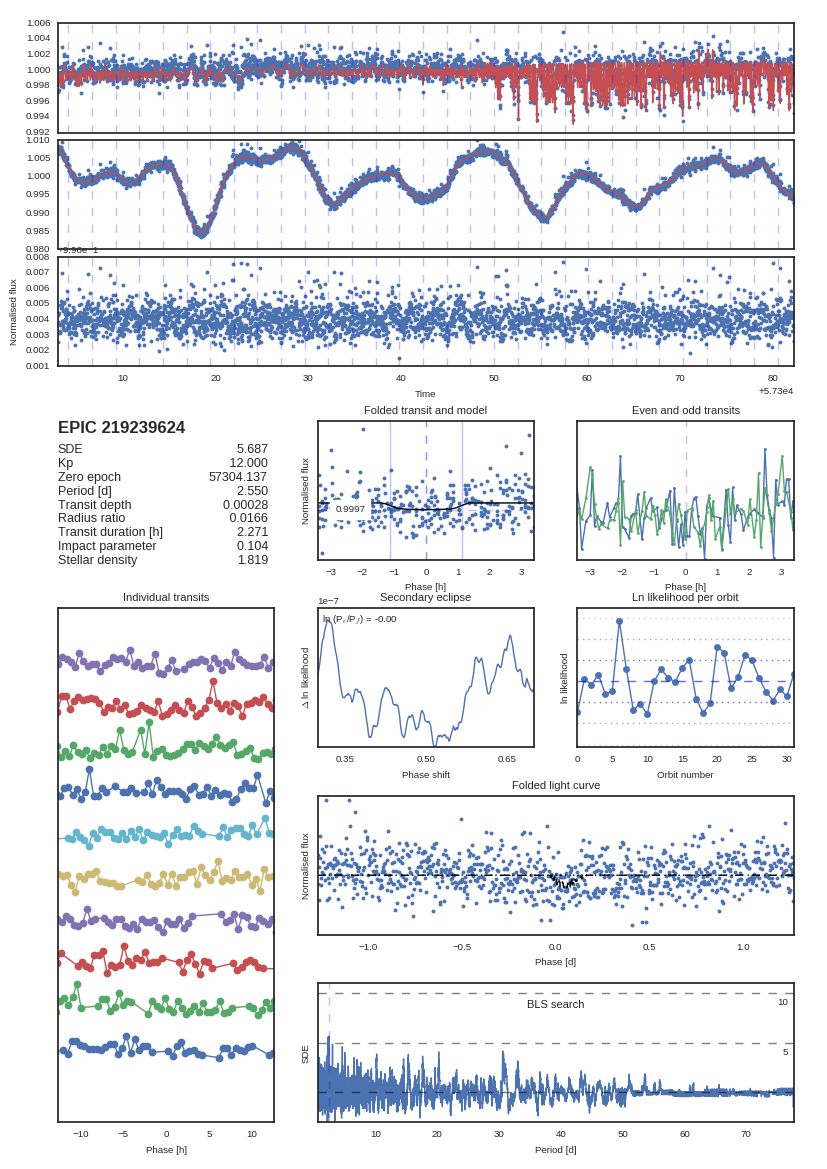 1.006
1.004
1.002
1.000
0.998
0.996
0.994
0.992
1.010
1.005
1.000
0.995
0.990
0.985
0.980
+9.96e−1
0.008
0.007
0.006
0.005
0.004
0.003
0.002
0.001
Normalised flux
10 20 30 40 50 60 70 80
Time
+5.73e4
EPIC 219239624
SDE 5.687
Kp 12.000
Zero epoch 57304.137
Period [d] 2.550
Transit depth 0.00028
Radius ratio 0.0166
Transit duration [h] 2.271
Impact parameter 0.104
Stellar density 1.819
Folded transit and model
Normalised flux
0.9997
−3 −2 −1 0 1 2 3
Phase [h]
Even and odd transits
−3 −2 −1 0 1 2 3
Phase [h]
Individual transits
−10 −5 0 5 10
Phase [h]
Secondary eclipse
1e−7
ln (Pₑ/P_f) = -0.00
Δ ln likelihood
0.35 0.50 0.65
Phase shift
Ln likelihood per orbit
ln likelihood
0 5 10 15 20 25 30
Orbit number
Folded light curve
Normalised flux
−1.0 −0.5 0.0 0.5 1.0
Phase [d]
BLS search
10
5
SDE
10 20 30 40 50 60 70
Period [d]